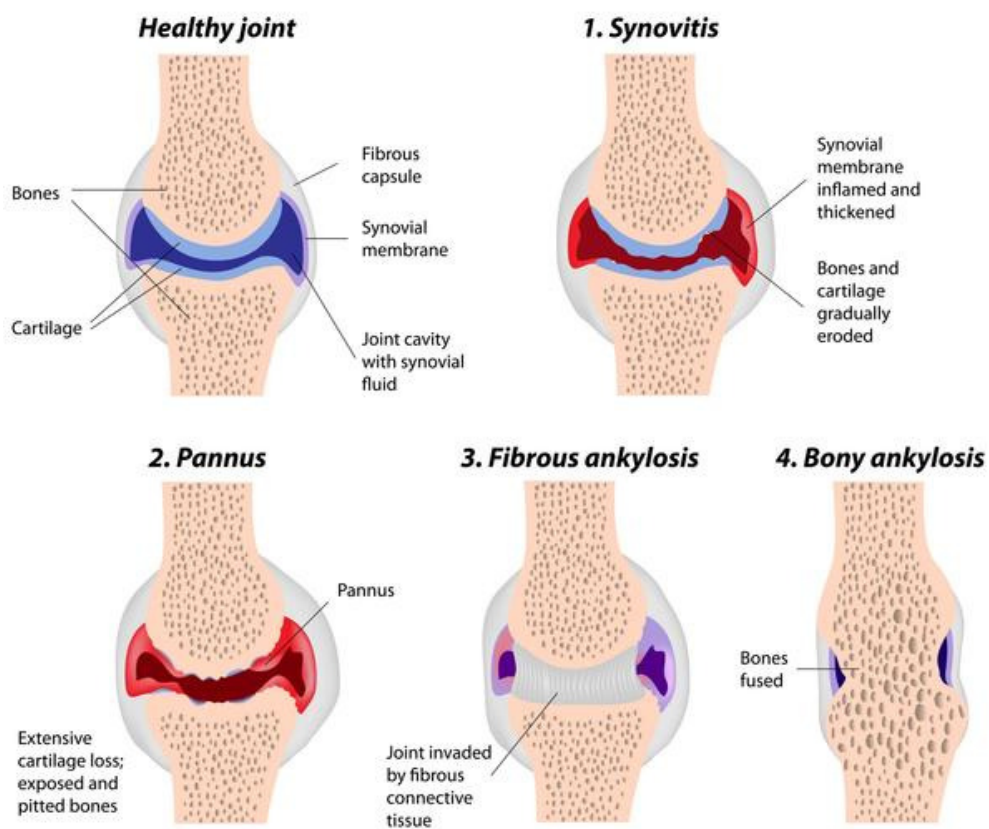 Healthy joint
Bones
Cartilage
Fibrous
capsule
Synovial
membrane
Joint cavity
with synovial
fluid
1. Synovitis
Synovial
membrane
inflamed and
thickened
Bones and
cartilage
gradually
eroded
2. Pannus
Pannus
Extensive
cartilage loss;
exposed and
pitted bones
3. Fibrous ankylosis
Joint invaded
by fibrous
connective
tissue
4. Bony ankylosis
Bones
fused